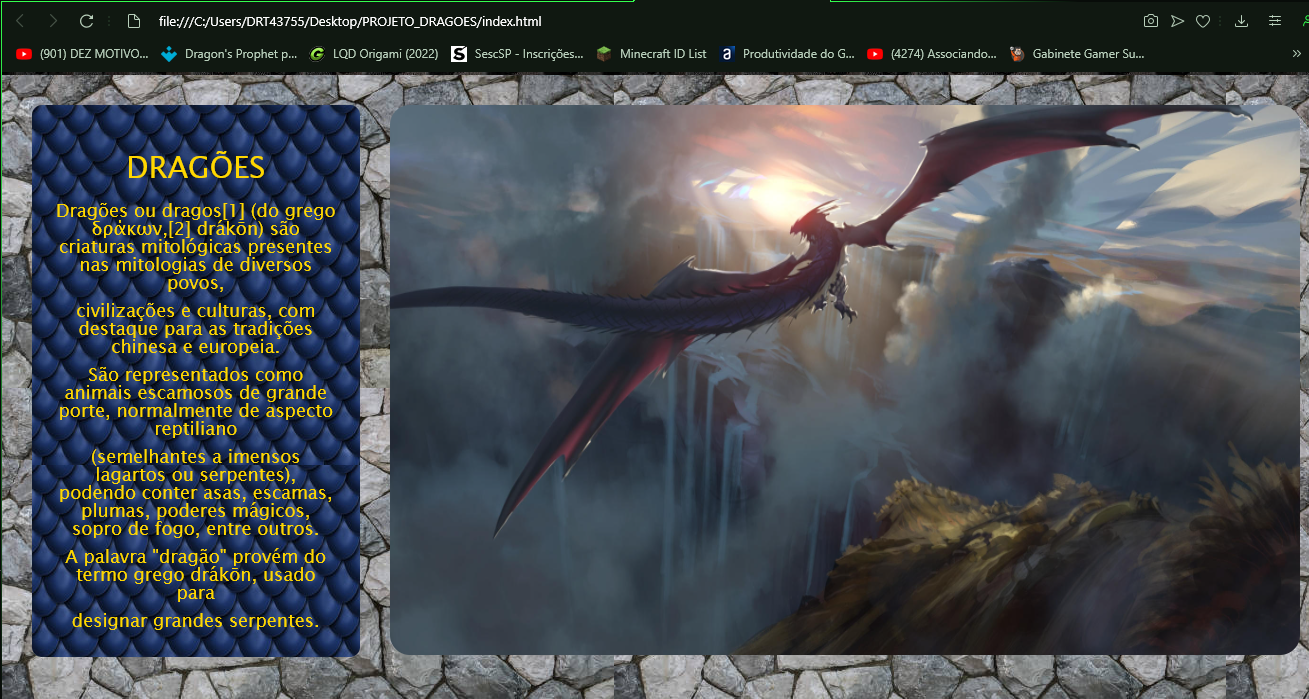 file:///C:/Users/DRT43755/Desktop/PROJETO_DRAGOES/index.html
(901) DEZ MOTIVO... Dragon's Prophet p... LQD Origami (2022) SescSP - Inscrições... Minecraft ID List Produtividade do G... (4274) Associando... Gabinete Gamer Su...
DRAGÕES
Dragões ou dragos[1] (do grego
δράκων,[2] drákōn) são
criaturas mitológicas presentes
nas mitologias de diversos
povos,
civilizações e culturas, com
destaque para as tradições
chinesa e europeia.
São representados como
animais escamosos de grande
porte, normalmente de aspecto
reptiliano
(semelhantes a imensos
lagartos ou serpentes),
podendo conter asas, escamas,
plumas, poderes mágicos,
sopro de fogo, entre outros.
A palavra "dragão" provém do
termo grego drákōn, usado
para
designar grandes serpentes.